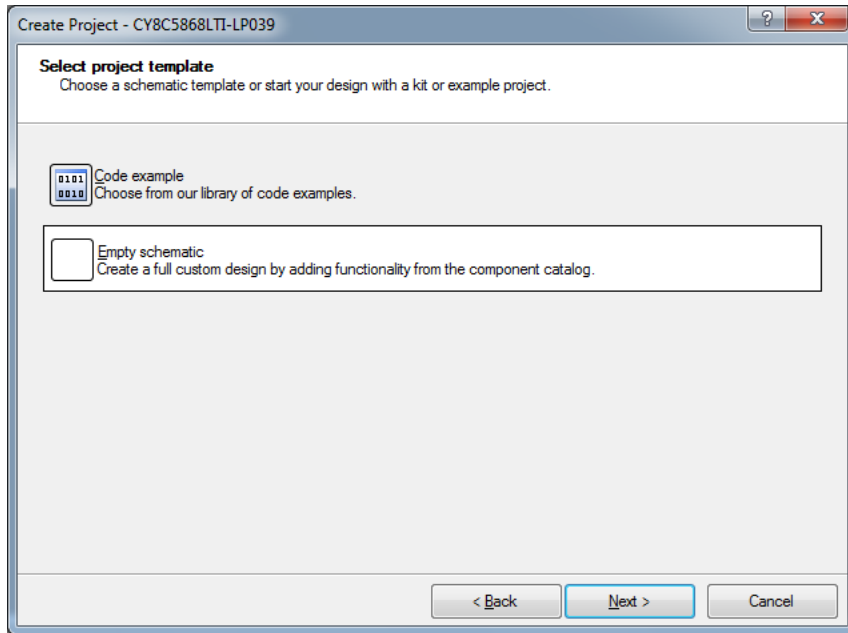 Create Project - CY8C5868LTI-LP039
Select project template
Choose a schematic template or start your design with a kit or example project.
0101
0010
Code example
Choose from our library of code examples.
Empty schematic
Create a full custom design by adding functionality from the component catalog.
< Back
Next >
Cancel